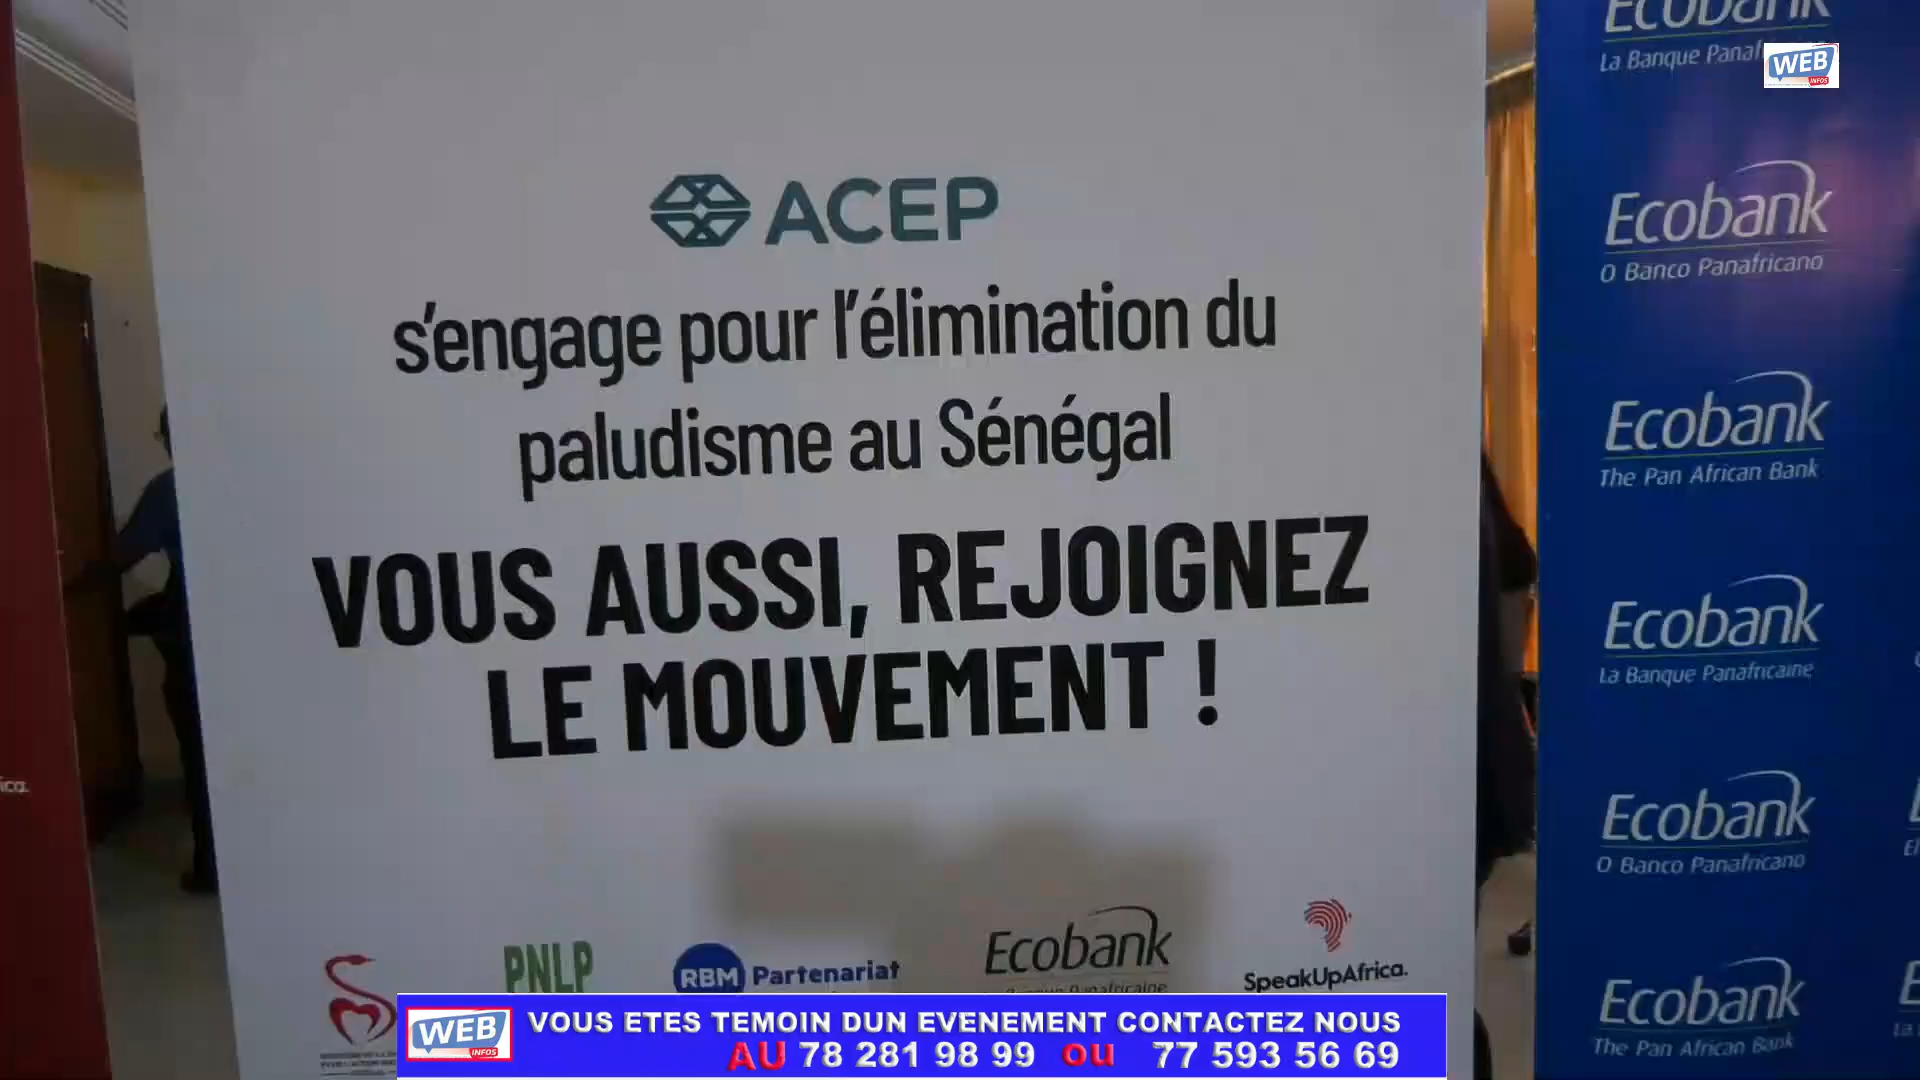 ACEP
s'engage pour l'élimination du
paludisme au Sénégal
VOUS AUSSI, REJOIGNEZ
LE MOUVEMENT !
PNLP
RBM Partenariat
Ecobank
SpeakUpAfrica.
Ecobank
La Banque
WEB
INFOS
Ecobank
O Banco Panafricano
Ecobank
The Pan African Bank
Ecobank
La Banque Panafricaine
Ecobank
O Banco Panafricano
Ecobank
The Pan African Bank
ica.
WEB
INFOS
VOUS ETES TEMOIN DUN EVENEMENT CONTACTEZ NOUS
AU 78 281 98 99 ou 77 593 56 69